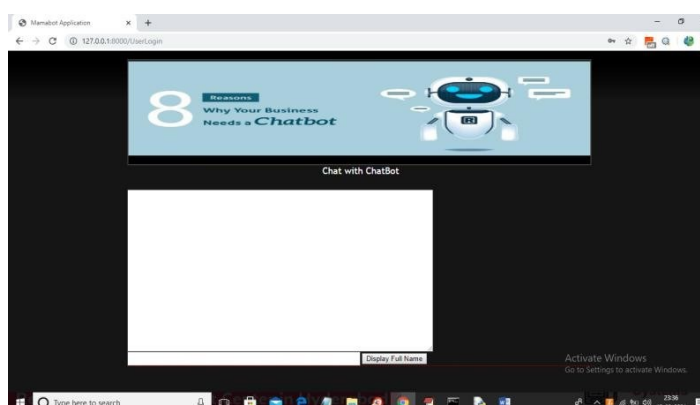 Mamabot Application
127.0.0.1:8000/UserLogin
8
Reasons
Why Your Business
Needs a Chatbot
R
Chat with ChatBot
Display Full Name
Activate Windows
Go to Settings to activate Windows.
Type here to search
23:36